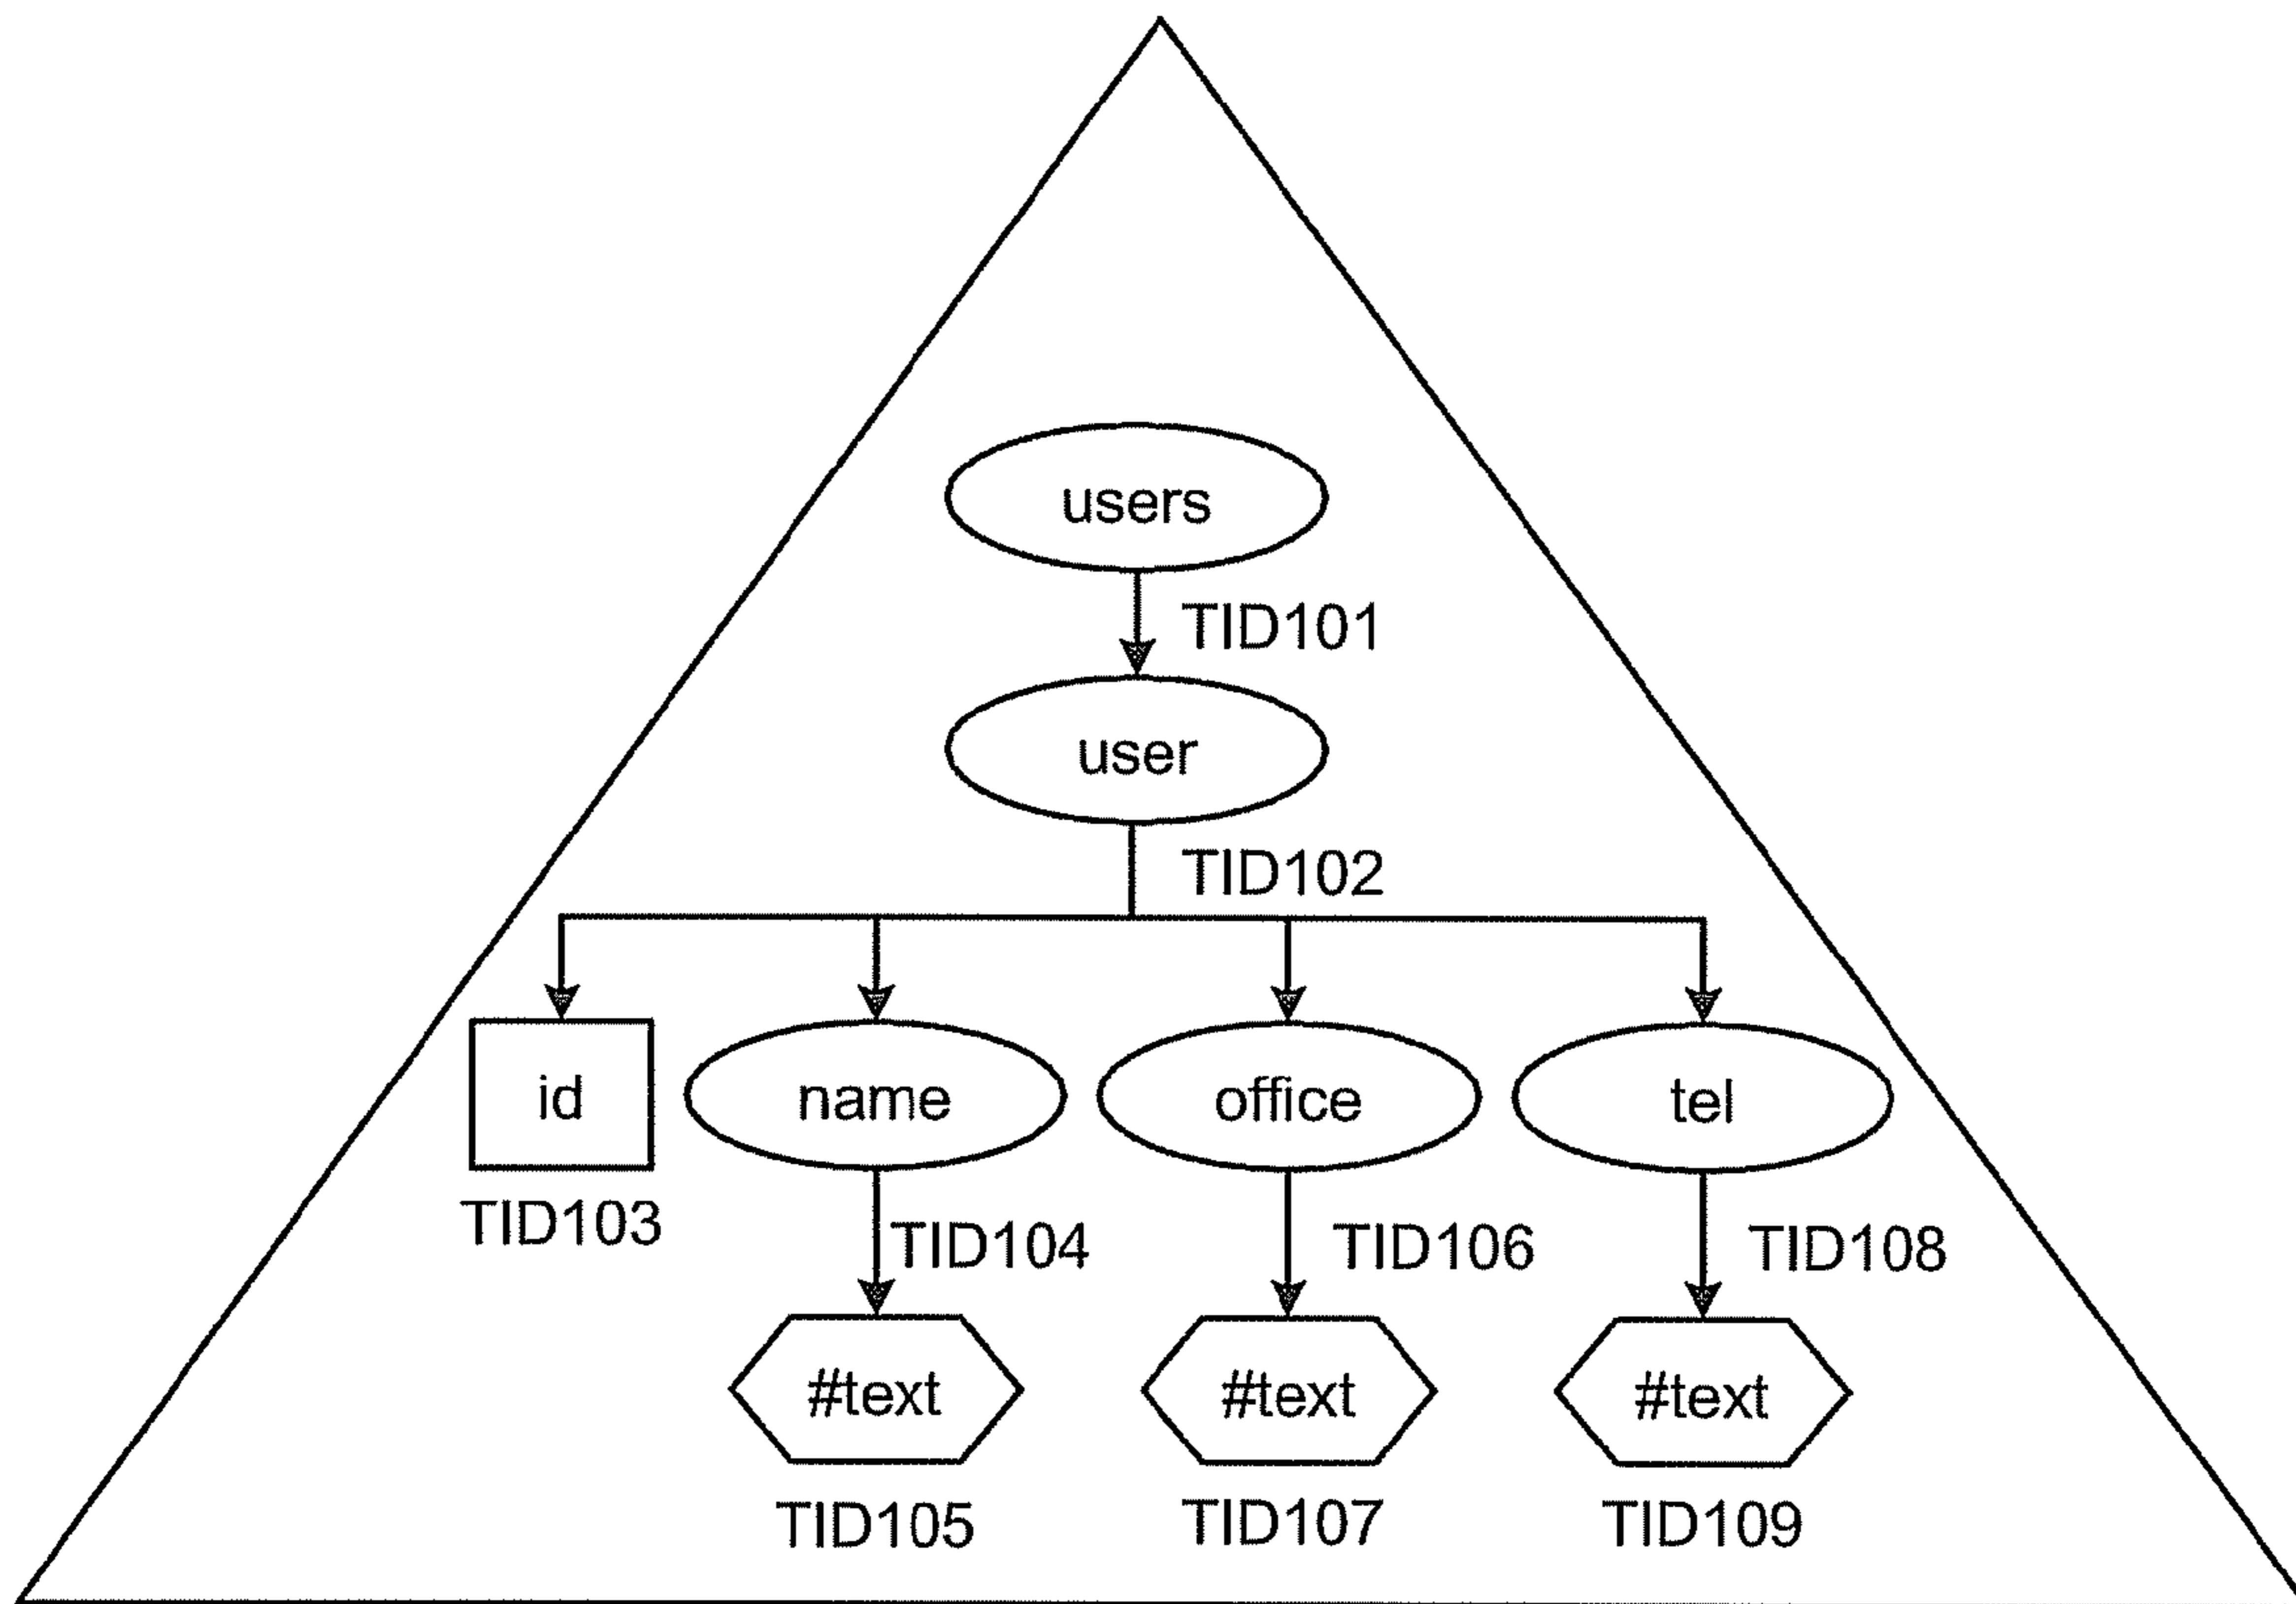 users
TID101
user
TID102
id
name
office
tel
TID103
TID104
TID106
TID108
#text
#text
#text
TID105
TID107
TID109